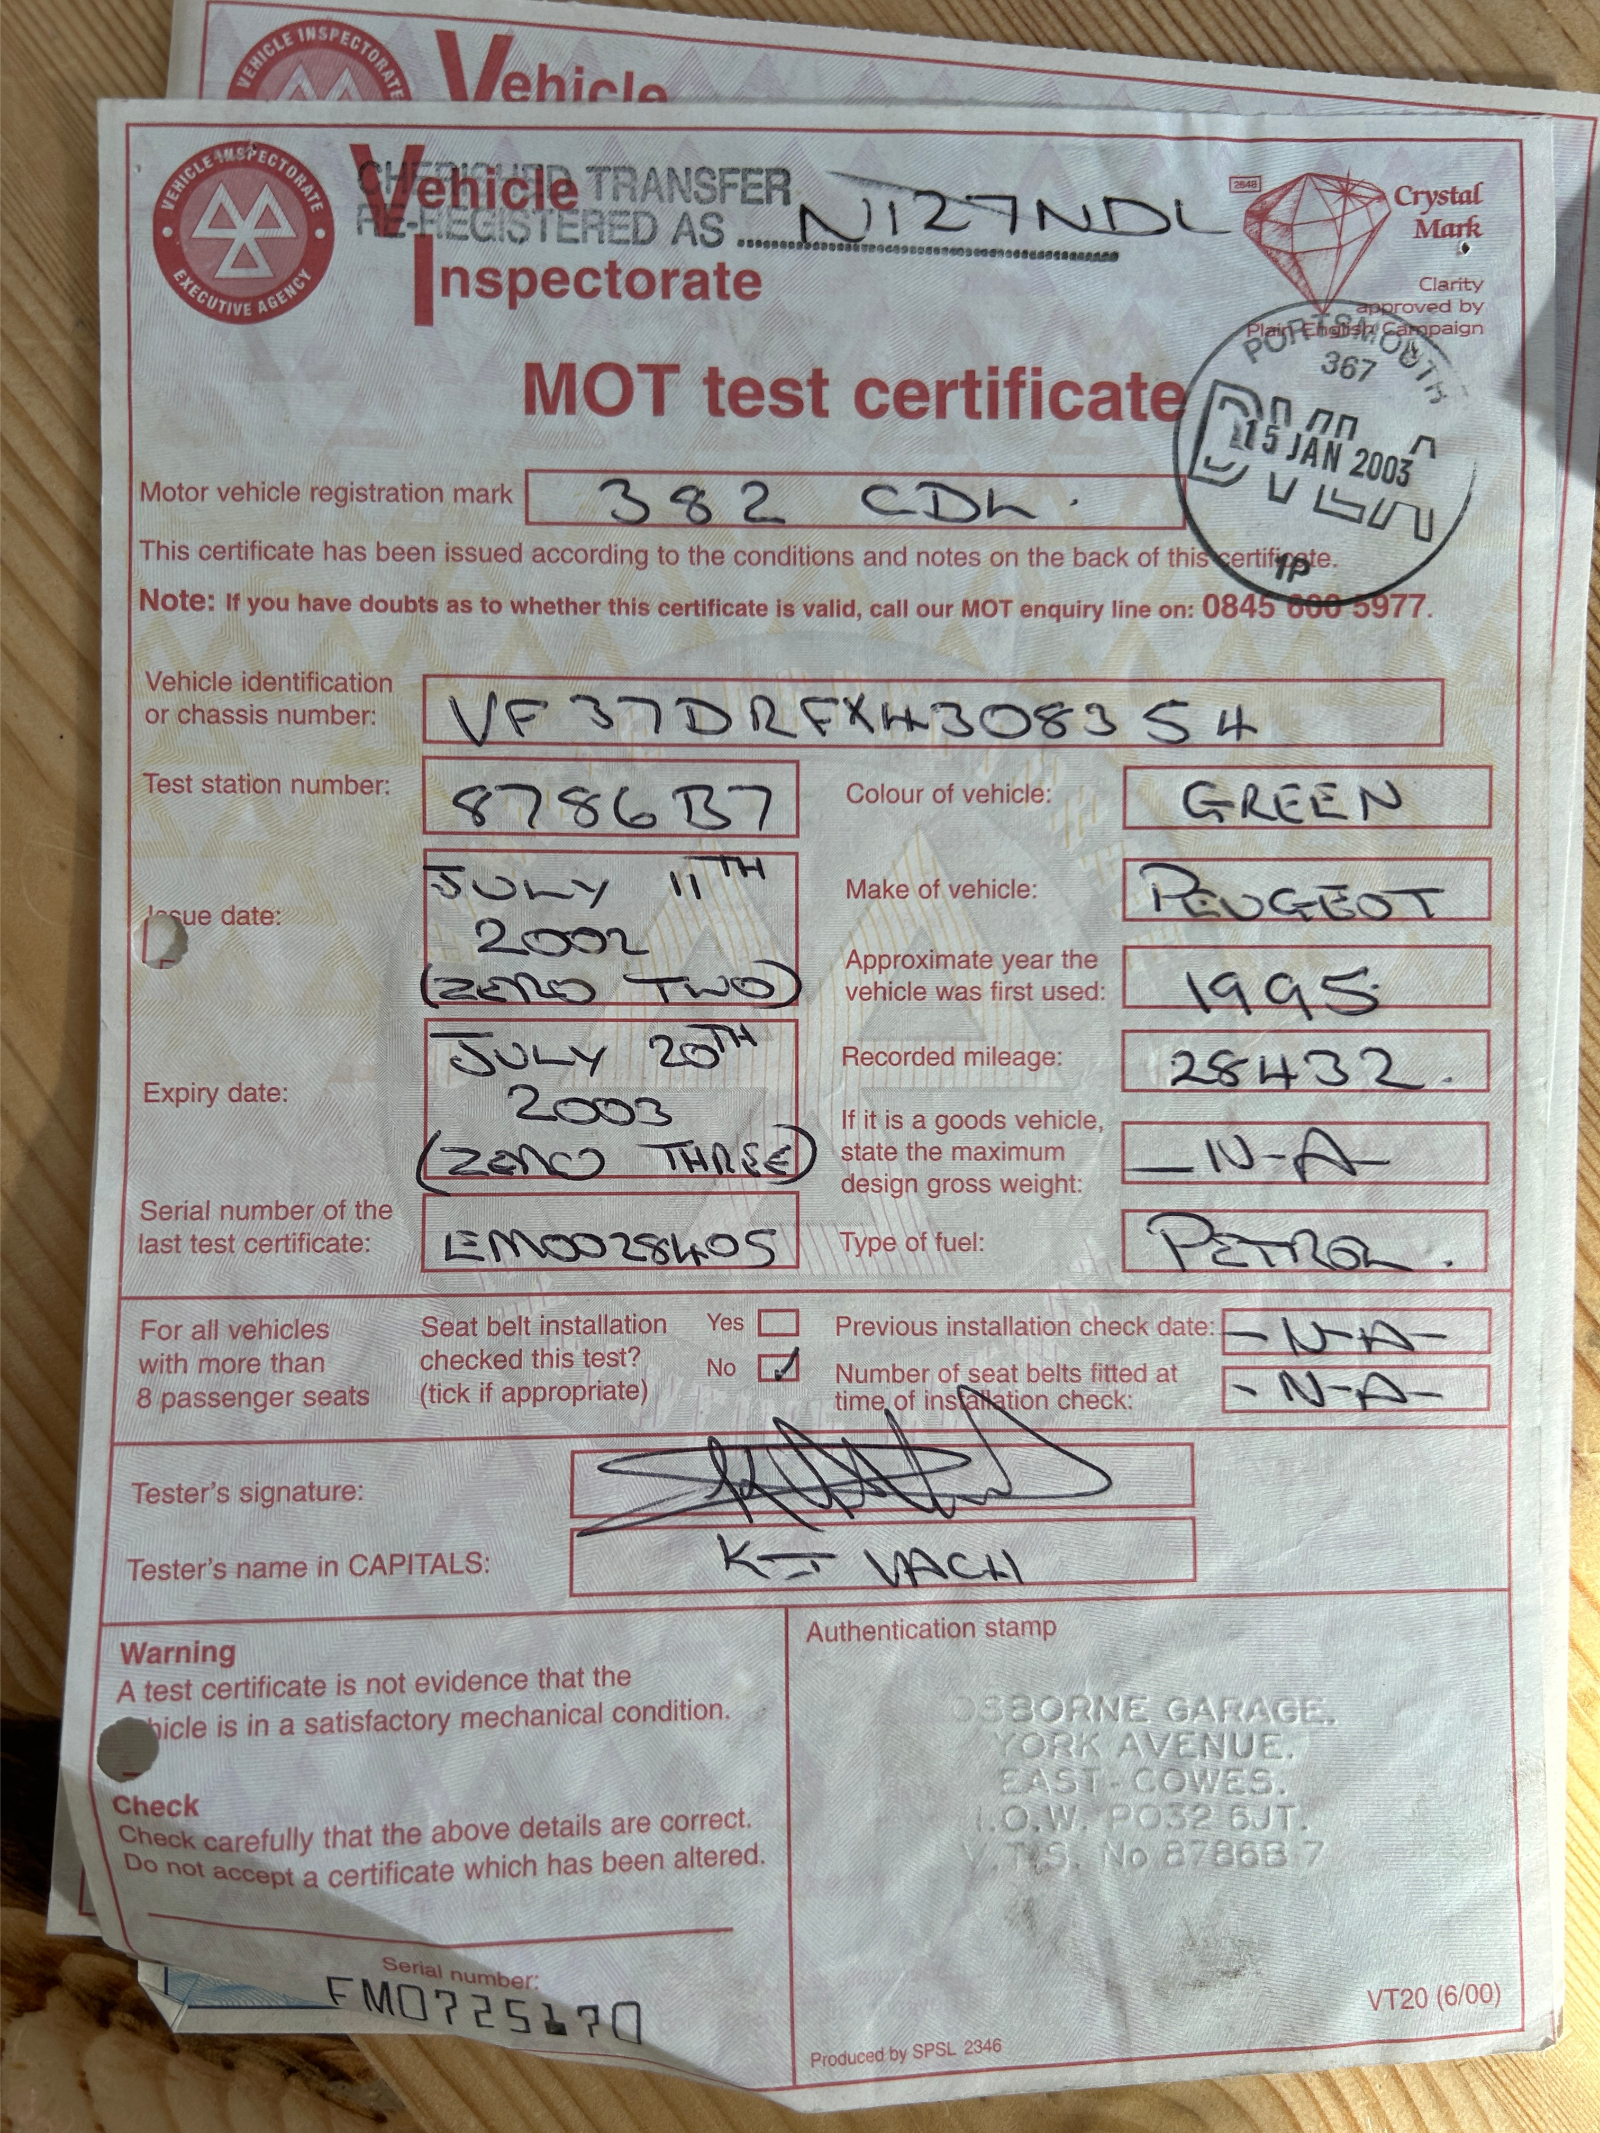 VEHICLE INSPECTORATE
Vehicle
VEHICLE INSPECTORATE
EXECUTIVE AGENCY
Vehicle
Inspectorate
CHERISHED TRANSFER
RE-REGISTERED AS N127NDL
2648
Crystal
Mark
Clarity
approved by
Plain English Campaign
MOT test certificate
PORTSMOUTH
367
15 JAN 2003
1P
Motor vehicle registration mark 382 CDL.
This certificate has been issued according to the conditions and notes on the back of this certificate.
Note: If you have doubts as to whether this certificate is valid, call our MOT enquiry line on: 0845 600 5977.
Vehicle identification
or chassis number: VF37DRFX430 83 54
Test station number: 8786B7
Colour of vehicle: GREEN
Issue date: JULY 11TH
2002
(ZERO TWO)
Make of vehicle: PEUGEOT
Approximate year the
vehicle was first used: 1995
Expiry date: JULY 20TH
2003
(ZERO THREE)
Recorded mileage: 28432.
If it is a goods vehicle,
state the maximum
design gross weight: -N-A-
Serial number of the
last test certificate: EM0028405
Type of fuel: PETROL.
For all vehicles
with more than
8 passenger seats
Seat belt installation
checked this test?
(tick if appropriate)
Yes
No ✓
Previous installation check date: -N-A-
Number of seat belts fitted at
time of installation check: -N-A-
Tester's signature:
Tester's name in CAPITALS: VACH
Warning
A test certificate is not evidence that the
vehicle is in a satisfactory mechanical condition.
Check
Check carefully that the above details are correct.
Do not accept a certificate which has been altered.
Serial number:
Authentication stamp
OSBORNE GARAGE.
YORK AVENUE.
EAST-COWES.
I.O.W. PO32 6JT.
V.T.S. No 8786B7
VT20 (6/00)
Produced by SPSL 2346